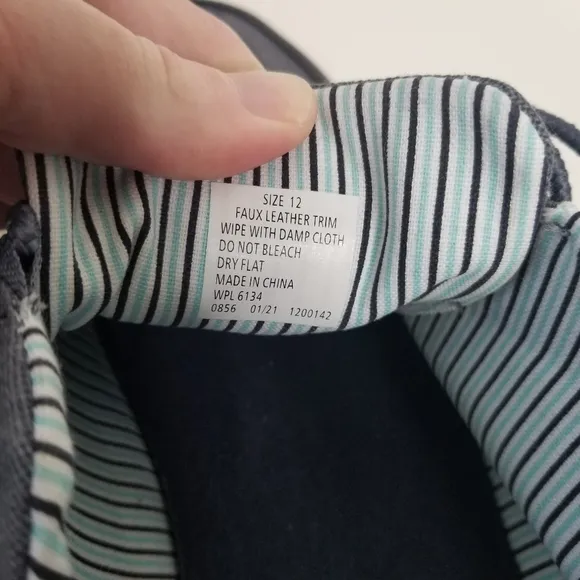 SIZE 12
FAUX LEATHER TRIM
WIPE WITH DAMP CLOTH
DO NOT BLEACH
DRY FLAT
MADE IN CHINA
WPL 6134
0856 01/21 1200142